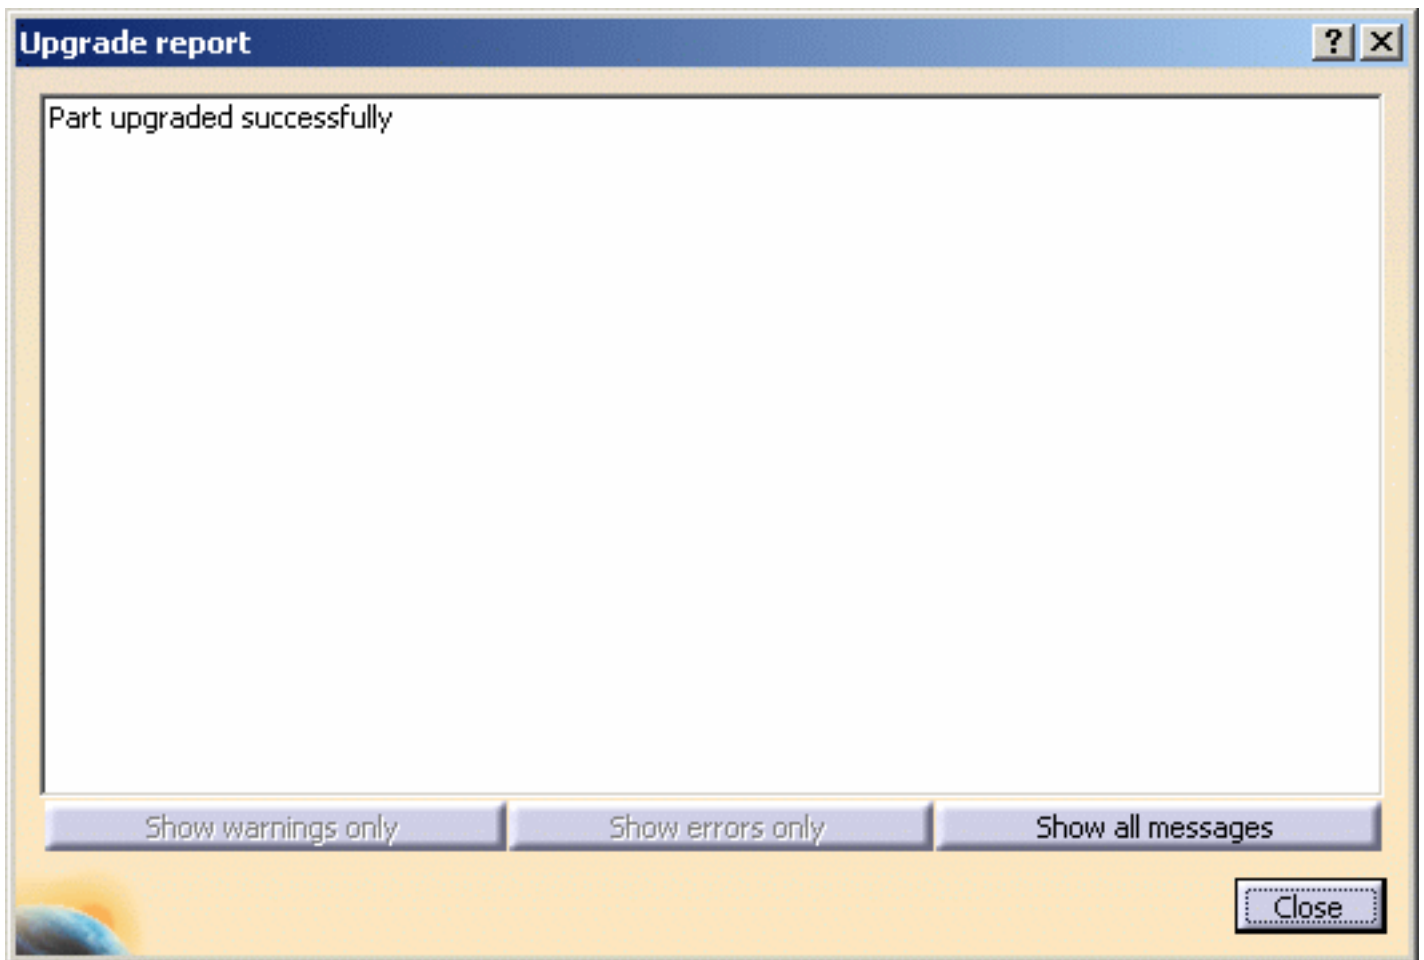 Upgrade report
Part upgraded successfully
Show warnings only
Show errors only
Show all messages
Close